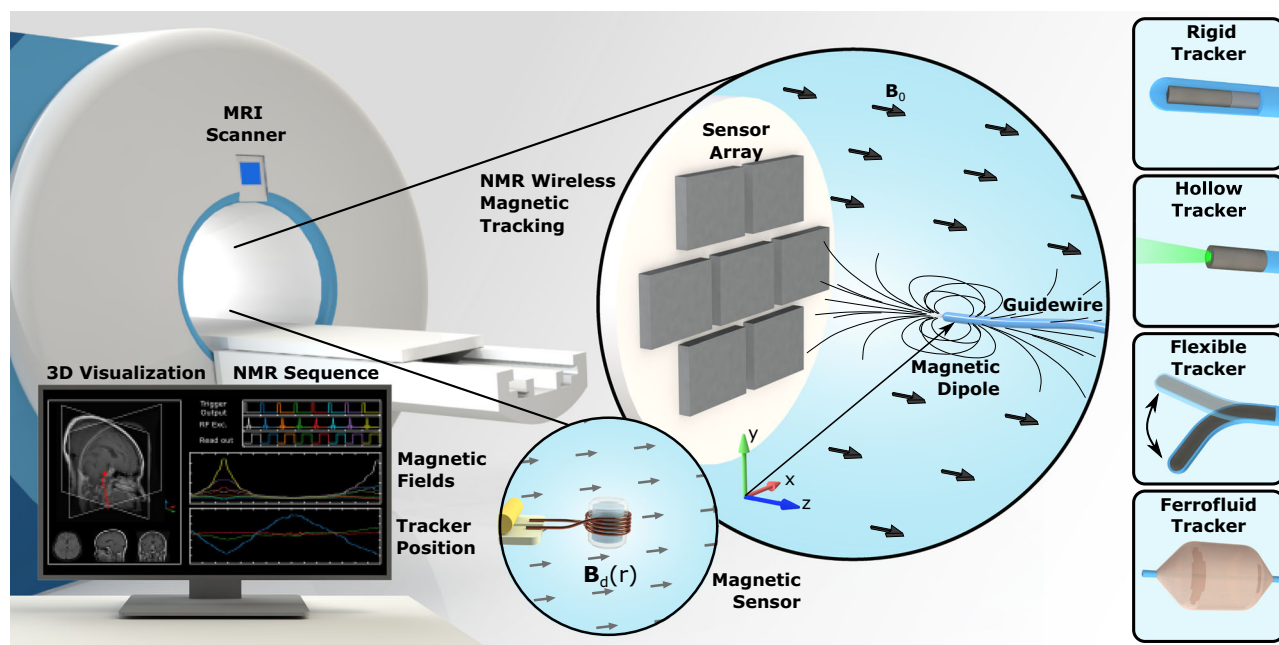 MRI
Scanner
NMR Wireless
Magnetic
Tracking
Sensor
Array
B0
Guidewire
Magnetic
Dipole
y
x
z
3D Visualization
NMR Sequence
Trigger
Output
RF Exc.
Read out
Magnetic
Fields
Tracker
Position
Bd(r)
Magnetic
Sensor
Rigid
Tracker
Hollow
Tracker
Flexible
Tracker
Ferrofluid
Tracker